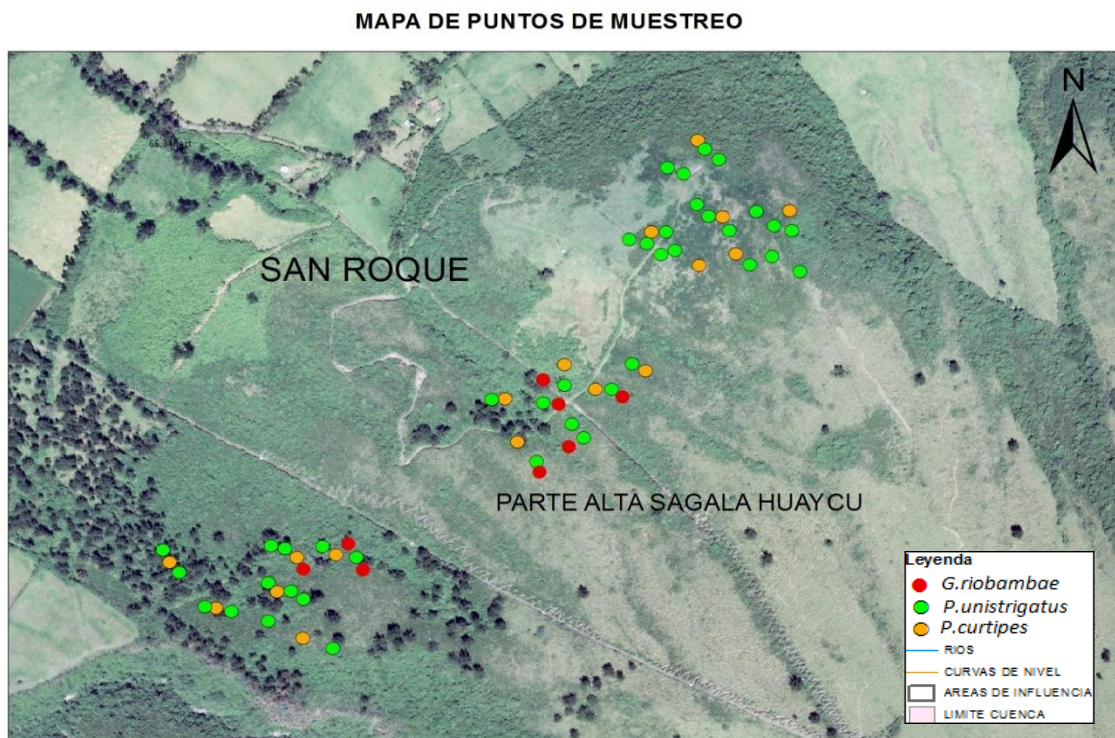 MAPA DE PUNTOS DE MUESTREO
N
SAN ROQUE
PARTE ALTA SAGALA HUAYCU
Leyenda
G.riobambae
P.unistrigatus
P.curtipes
RIOS
CURVAS DE NIVEL
AREAS DE INFLUENCIA
LIMITE CUENCA